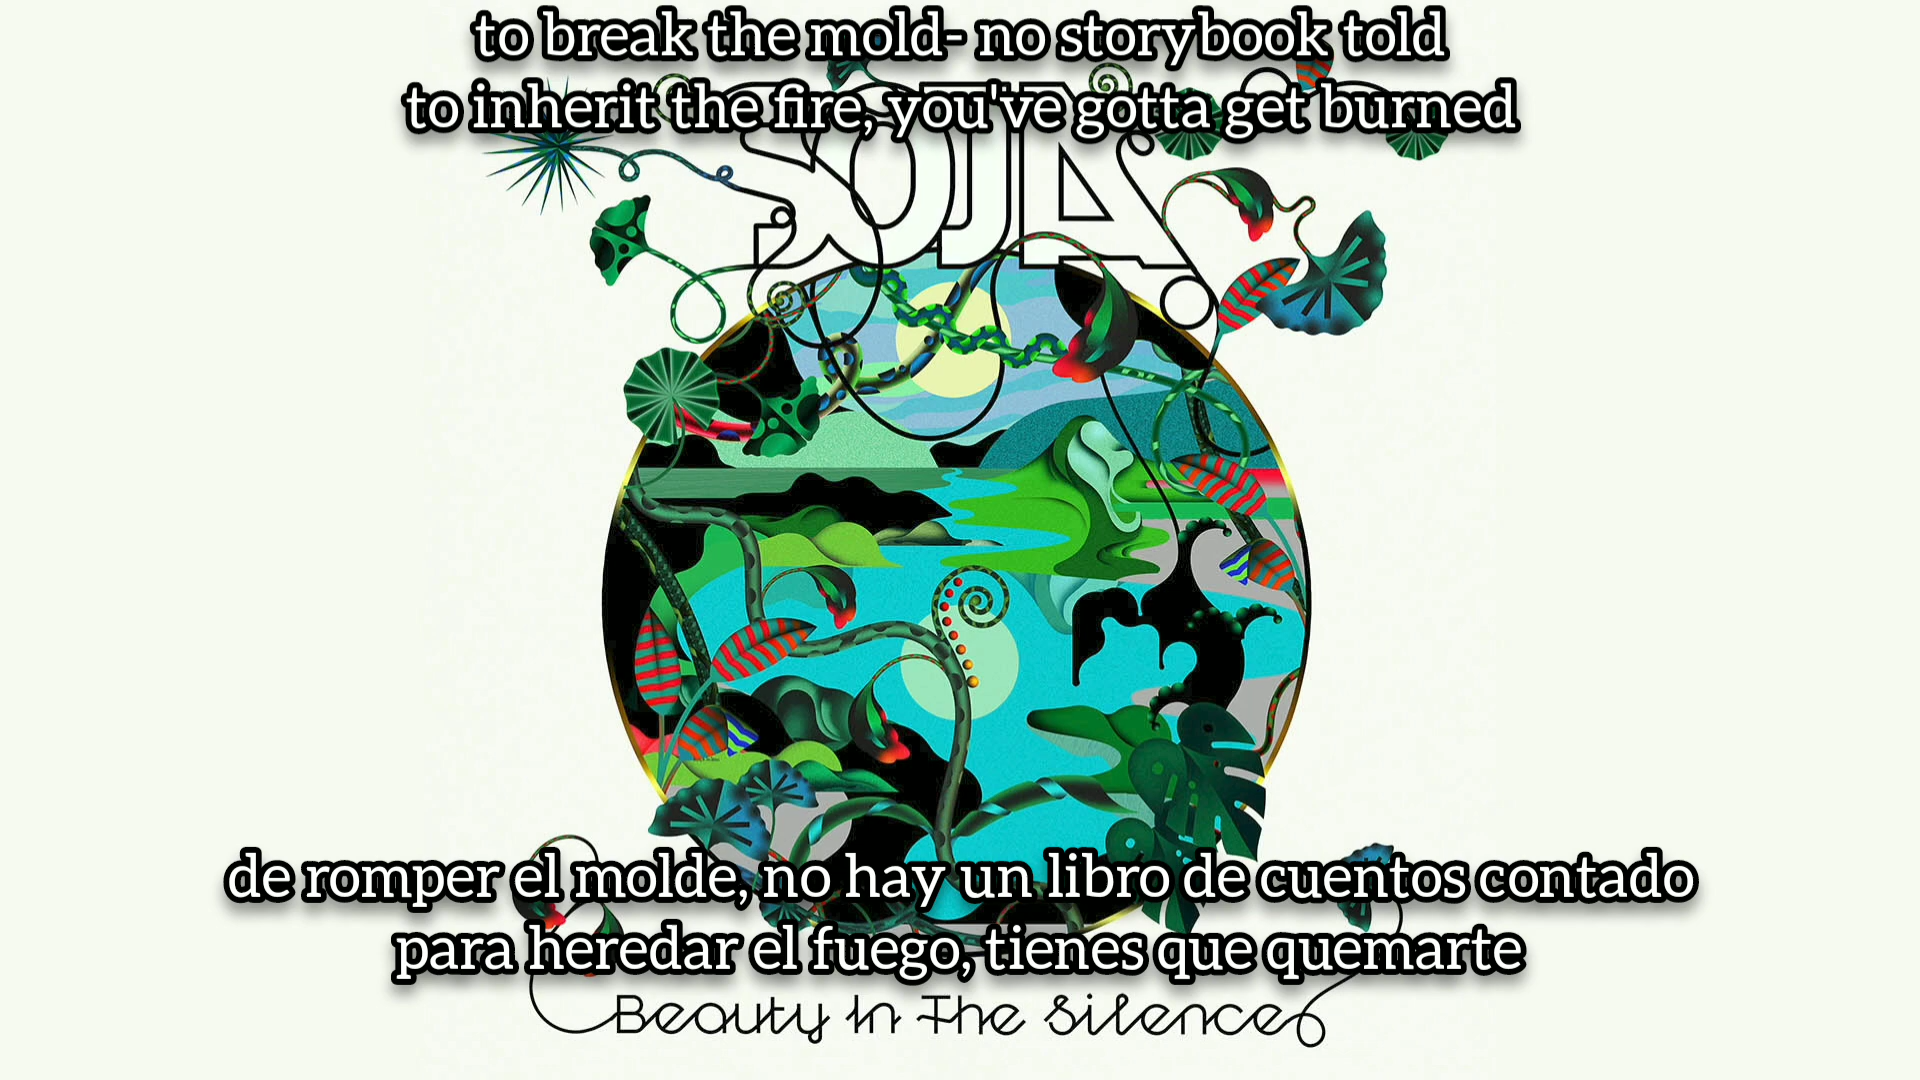 to break the mold- no storybook told
to inherit the fire, you've gotta get burned
SOJA
de romper el molde, no hay un libro de cuentos contado
para heredar el fuego, tienes que quemarte
Beauty In The Silence